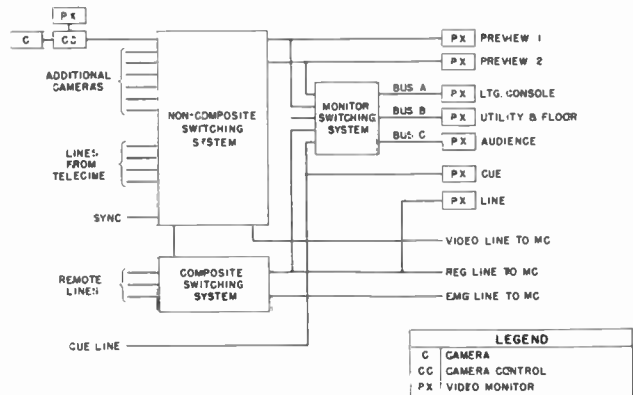 PX
C
CC
PX PREVIEW 1
PX PREVIEW 2
ADDITIONAL
CAMERAS
NON-COMPOSITE
SWITCHING
SYSTEM
MONITOR
SWITCHING
SYSTEM
BUS A
PX LTG. CONSOLE
BUS B
PX UTILITY & FLOOR
BUS C
PX AUDIENCE
LINES
FROM
TELECINE
PX CUE
PX LINE
SYNC
VIDEO LINE TO MC
REMOTE
LINES
COMPOSITE
SWITCHING
SYSTEM
REG LINE TO MC
EMG LINE TO MC
CUE LINE
LEGEND
C CAMERA
CC CAMERA CONTROL
PX VIDEO MONITOR